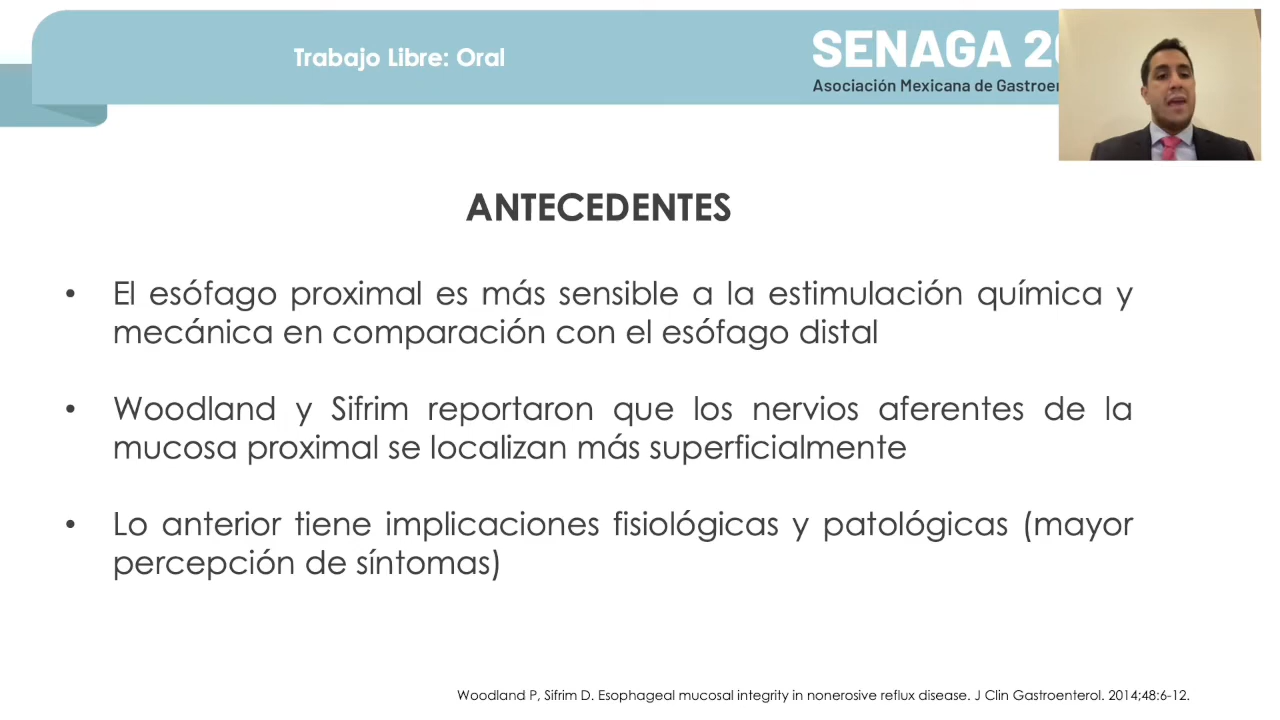 Trabajo Libre: Oral
SENAGA
Asociación Mexicana de
ANTECEDENTES
• El esófago proximal es más sensible a la estimulación química y
mecánica en comparación con el esófago distal
• Woodland y Sifrim reportaron que los nervios aferentes de la
mucosa proximal se localizan más superficialmente
• Lo anterior tiene implicaciones fisiológicas y patológicas (mayor
percepción de síntomas)
Woodland P, Sifrim D. Esophageal mucosal integrity in nonerosive reflux disease. J Clin Gastroenterol. 2014;48:6-12.